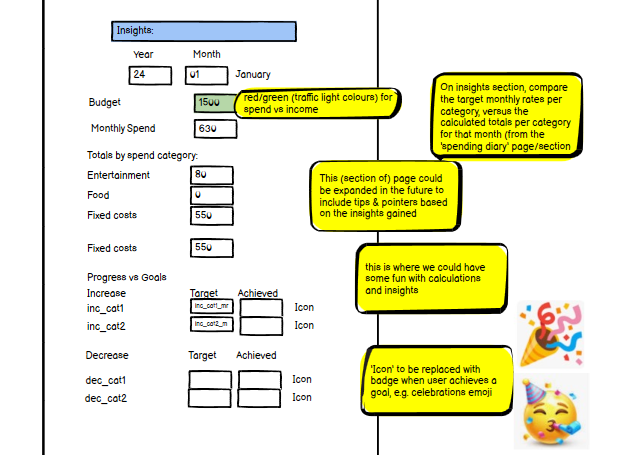 Insights:
Year Month
24 01 January
Budget 1500
red/green (traffic light colours) for
spend vs income
Monthly Spend 630
On insights section, compare
the target monthly rates per
category, versus the
calculated totals per category
for that month (from the
'spending diary' page/section
Totals by spend category:
Entertainment 80
Food 0
Fixed costs 550
This (section of) page could
be expanded in the future to
include tips & pointers based
on the insights gained
Fixed costs 550
Progress vs Goals
Increase Target Achieved
inc_cat1 inc_cat1_mr Icon
inc_cat2 inc_cat2_m Icon
this is where we could have
some fun with calculations
and insights
Decrease Target Achieved
dec_cat1 Icon
dec_cat2 Icon
'Icon' to be replaced with
badge when user achieves a
goal, e.g. celebrations emoji